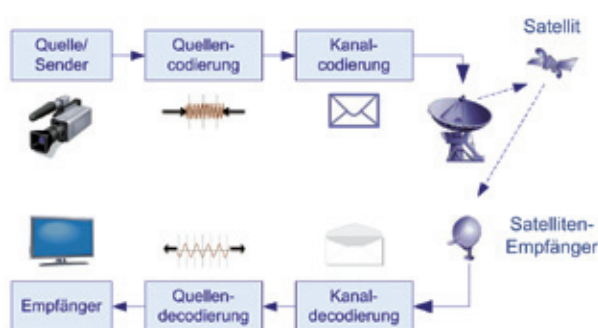 Quelle/
Sender
Quellen-
codierung
Kanal-
codierung
Satellit
Satelliten-
Empfänger
Empfänger
Quellen-
decodierung
Kanal-
decodierung